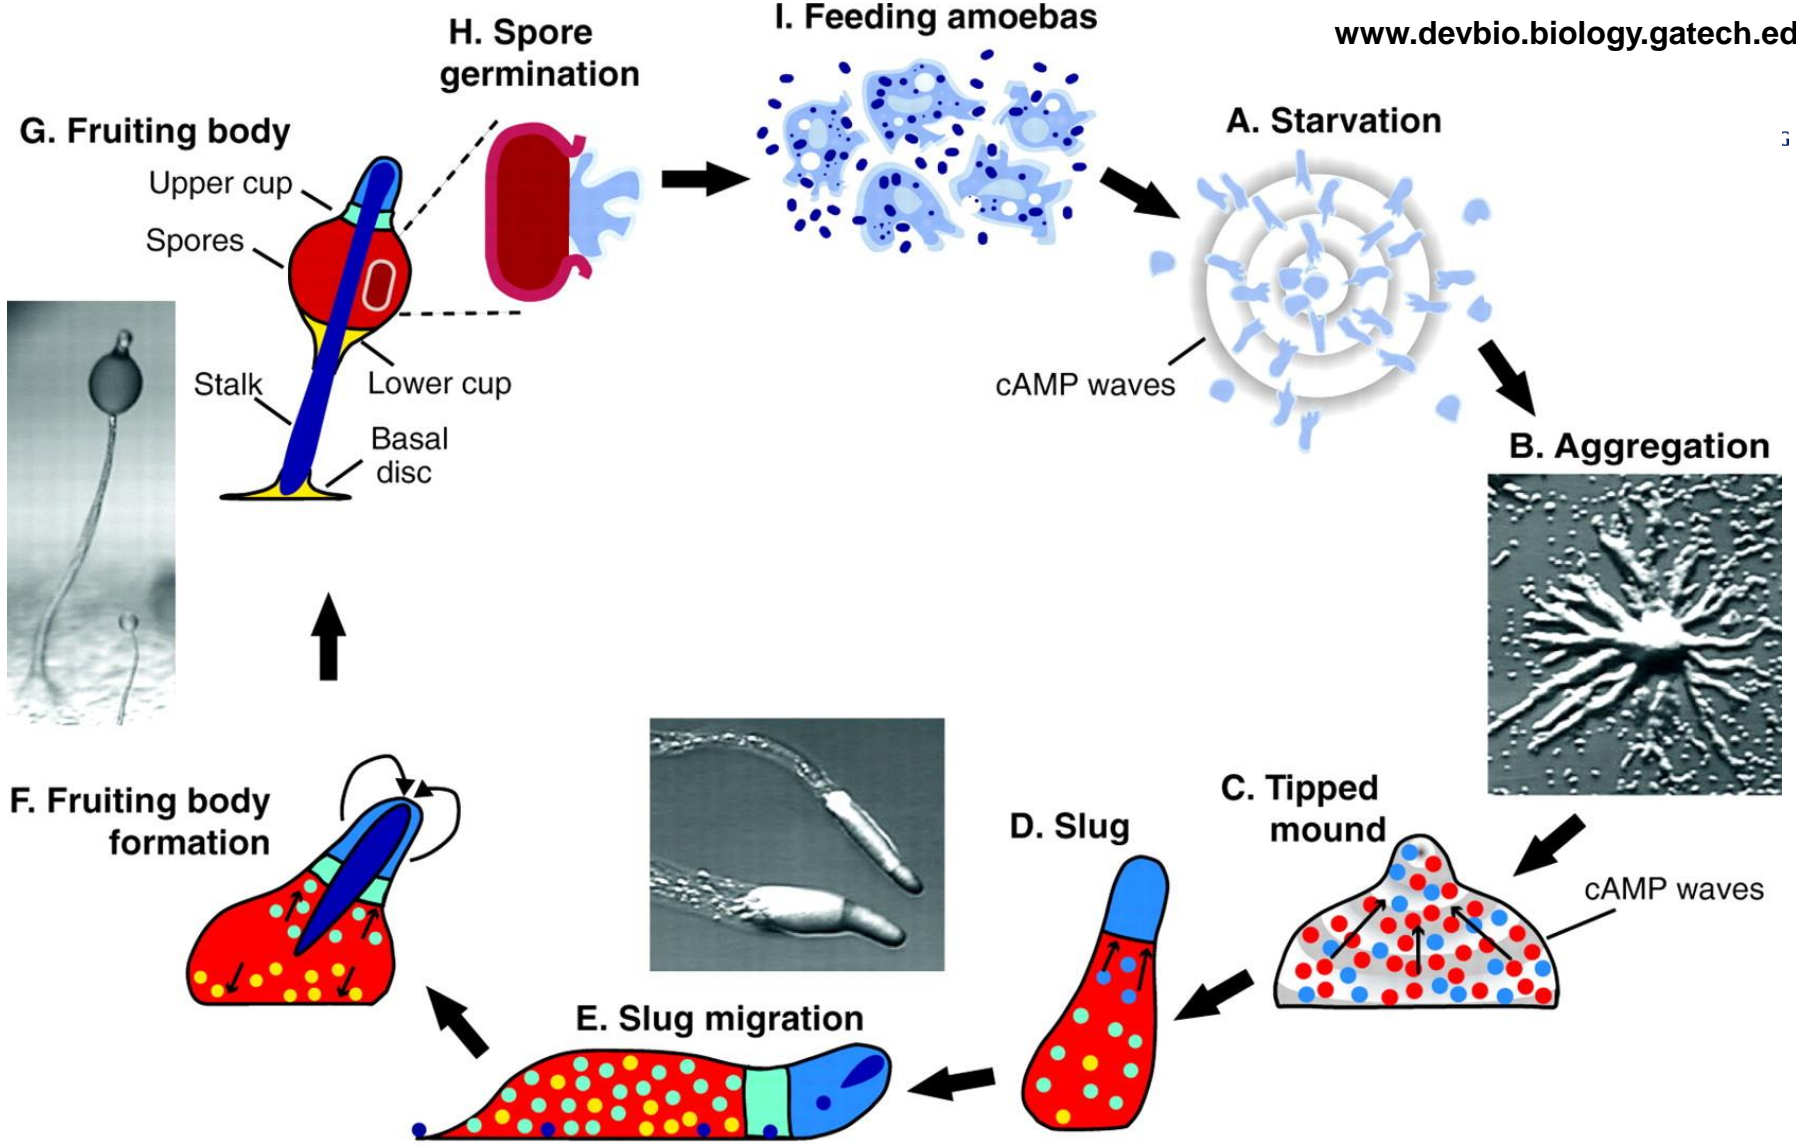 www.devbio.biology.gatech.ed
H. Spore
germination
I. Feeding amoebas
A. Starvation
G. Fruiting body
Upper cup
Spores
Stalk
Lower cup
Basal
disc
cAMP waves
B. Aggregation
C. Tipped
mound
cAMP waves
D. Slug
E. Slug migration
F. Fruiting body
formation